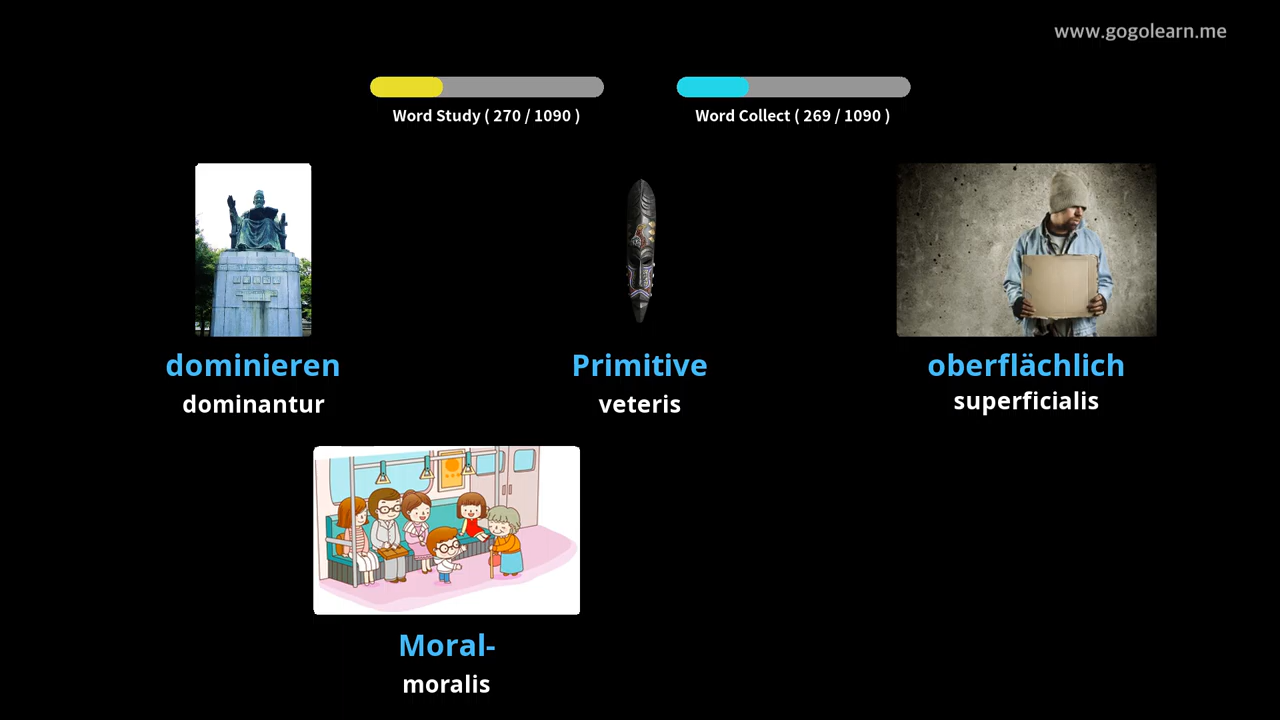 www.gogolearn.me
Word Study ( 270 / 1090 )
Word Collect ( 269 / 1090 )
dominieren
dominantur
Primitive
veteris
oberflächlich
superficialis
Moral-
moralis